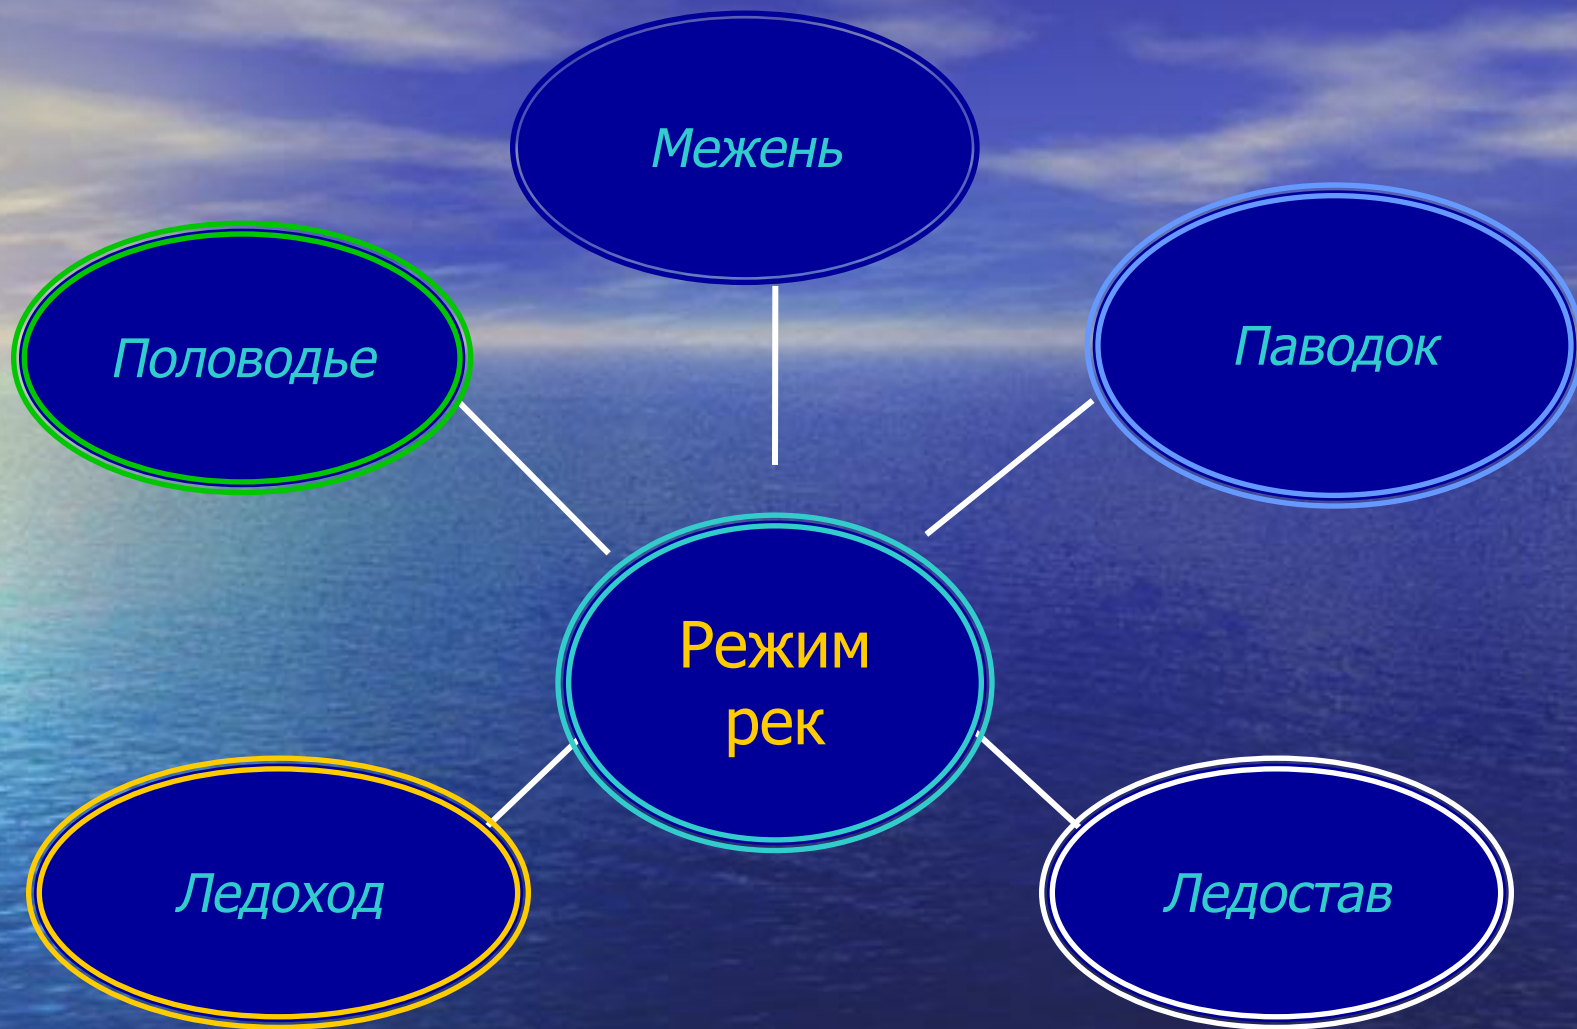 Межень
Половодье
Паводок
Режим
рек
Ледоход
Ледостав